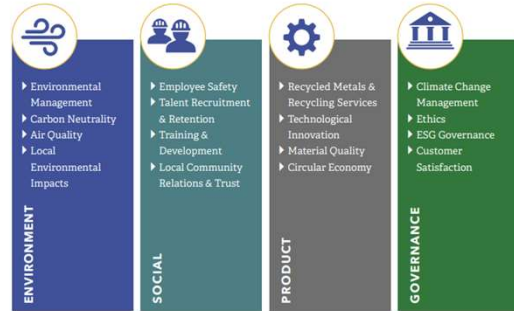 Environmental
Management
Carbon Neutrality
Air Quality
Local
Environmental
Impacts
ENVIRONMENT
Employee Safety
Talent Recruitment
& Retention
Training &
Development
Local Community
Relations & Trust
SOCIAL
Recycled Metals &
Recycling Services
Technological
Innovation
Material Quality
Circular Economy
PRODUCT
Climate Change
Management
Ethics
ESG Governance
Customer
Satisfaction
GOVERNANCE